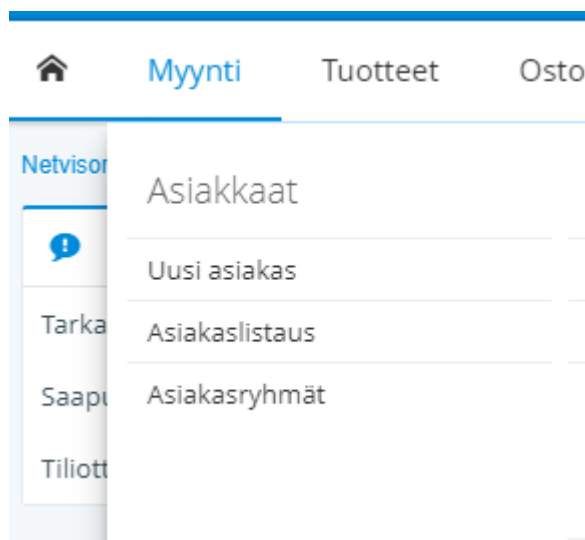 Myynti Tuotteet Osto
Netvisor
Asiakkaat
Uusi asiakas
Tarka
Asiakaslistaus
Saapu
Asiakasryhmät
Tiliott